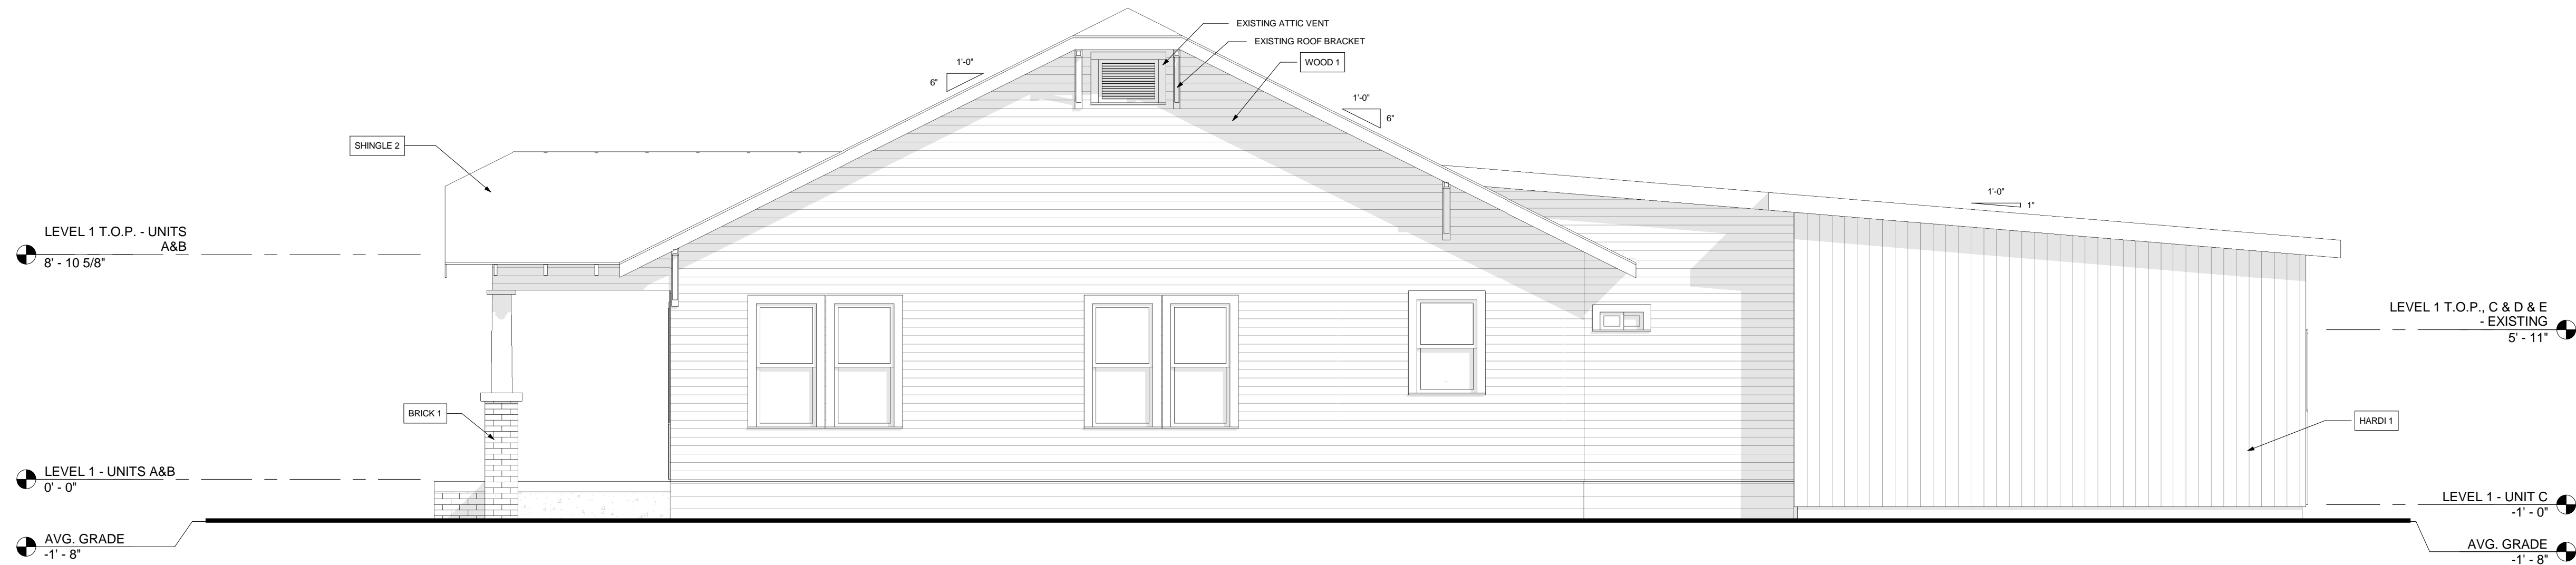 EXISTING ATTIC VENT
EXISTING ROOF BRACKET
WOOD 1
1'-0"
6"
1'-0"
6"
SHINGLE 2
1'-0"
1"
LEVEL 1 T.O.P. - UNITS
A&B
8' - 10 5/8"
LEVEL 1 T.O.P., C & D & E
- EXISTING
5' - 11"
BRICK 1
HARDI 1
LEVEL 1 - UNITS A&B
0' - 0"
LEVEL 1 - UNIT C
-1' - 0"
AVG. GRADE
-1' - 8"
AVG. GRADE
-1' - 8"